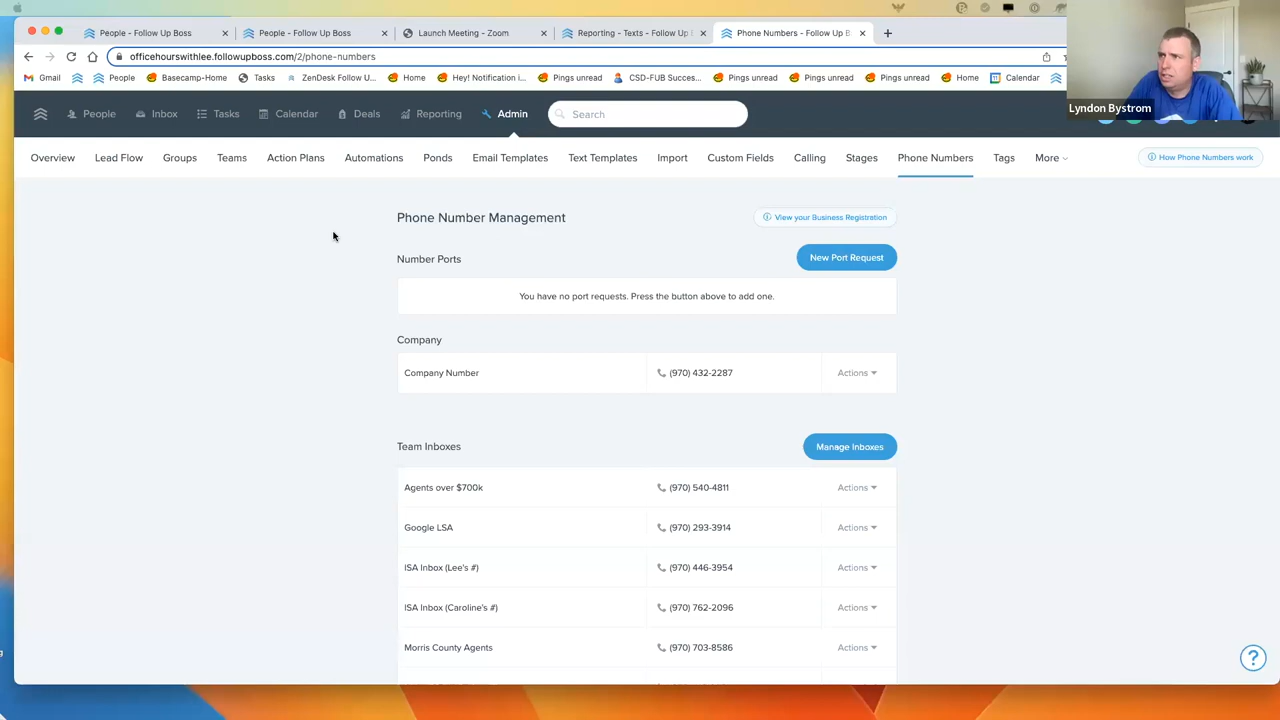 People - Follow Up Boss
People - Follow Up Boss
Launch Meeting - Zoom
Reporting - Texts - Follow Up
Phone Numbers - Follow Up B
officehourswithlee.followupboss.com/2/phone-numbers
Gmail
People
Basecamp-Home
Tasks
ZenDesk Follow U...
Home
Hey! Notification i...
Pings unread
CSD-FUB Succes...
Pings unread
Pings unread
Pings unread
Home
Calendar
Lyndon Bystrom
People
Inbox
Tasks
Calendar
Deals
Reporting
Admin
Search
Overview
Lead Flow
Groups
Teams
Action Plans
Automations
Ponds
Email Templates
Text Templates
Import
Custom Fields
Calling
Stages
Phone Numbers
Tags
More
How Phone Numbers work
Phone Number Management
View your Business Registration
Number Ports
New Port Request
You have no port requests. Press the button above to add one.
Company
Company Number (970) 432-2287 Actions
Team Inboxes
Manage Inboxes
Agents over $700k (970) 540-4811 Actions
Google LSA (970) 293-3914 Actions
ISA Inbox (Lee's #) (970) 446-3954 Actions
ISA Inbox (Caroline's #) (970) 762-2096 Actions
Morris County Agents (970) 703-8586 Actions
?